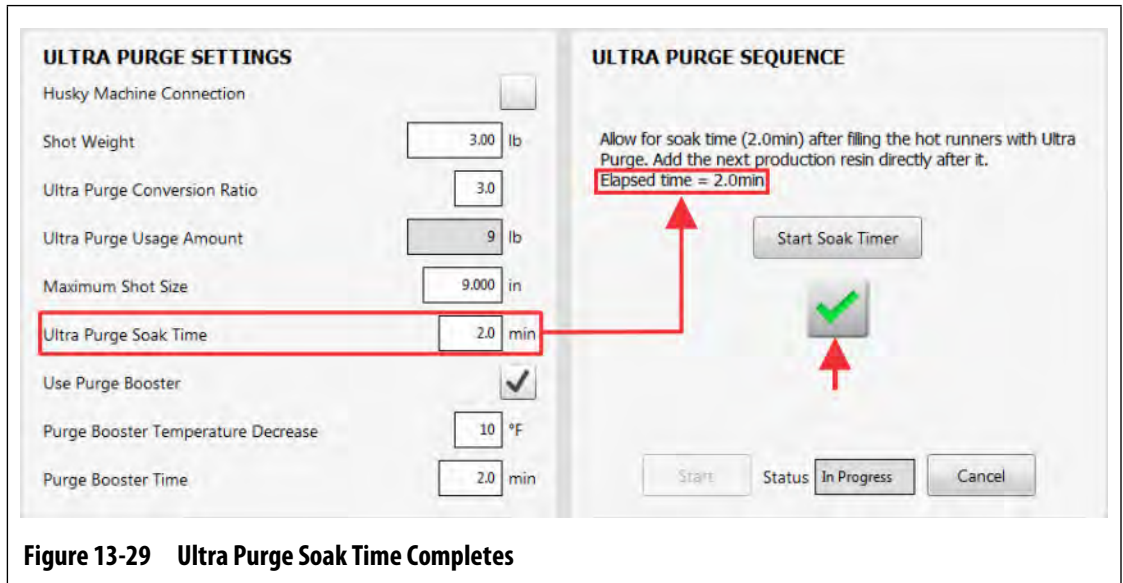 ULTRA PURGE SETTINGS
Husky Machine Connection
Shot Weight 3.00 lb
Ultra Purge Conversion Ratio 3.0
Ultra Purge Usage Amount 9 lb
Maximum Shot Size 9.000 in
Ultra Purge Soak Time 2.0 min
Use Purge Booster
Purge Booster Temperature Decrease 10 °F
Purge Booster Time 2.0 min
ULTRA PURGE SEQUENCE
Allow for soak time (2.0min) after filling the hot runners with Ultra
Purge. Add the next production resin directly after it.
Elapsed time = 2.0min
Start Soak Timer
Start Status In Progress Cancel
Figure 13-29 Ultra Purge Soak Time Completes